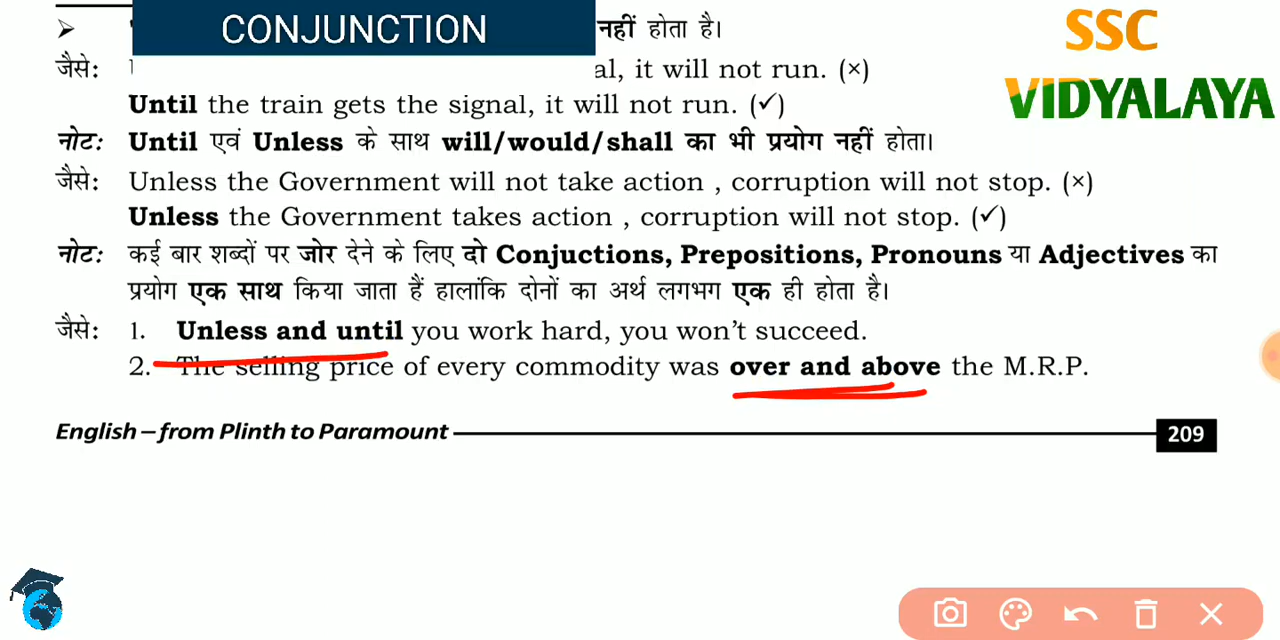 CONJUNCTION
SSC
VIDYALAYA
➤ नहीं होता है।
जैसे: al, it will not run. (×)
Until the train gets the signal, it will not run. (✓)
नोट: Until एवं Unless के साथ will/would/shall का भी प्रयोग नहीं होता।
जैसे: Unless the Government will not take action , corruption will not stop. (×)
Unless the Government takes action , corruption will not stop. (✓)
नोट: कई बार शब्दों पर जोर देने के लिए दो Conjuctions, Prepositions, Pronouns या Adjectives का
प्रयोग एक साथ किया जाता हैं हालांकि दोनों का अर्थ लगभग एक ही होता है।
जैसे: 1. Unless and until you work hard, you won't succeed.
2. The selling price of every commodity was over and above the M.R.P.
English – from Plinth to Paramount 209